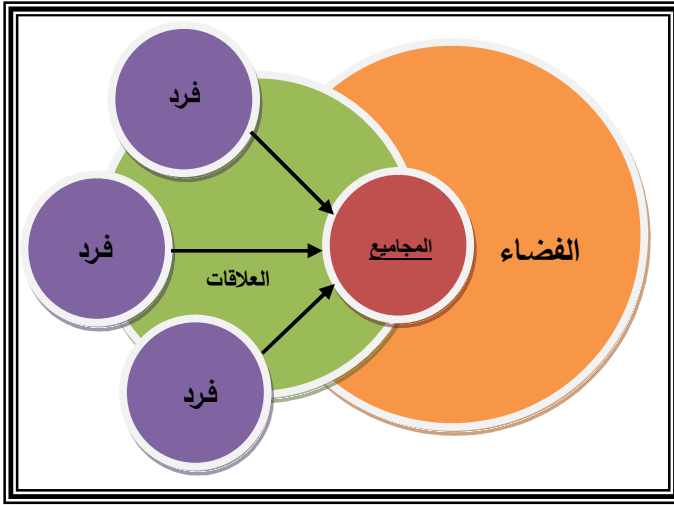 فرد
المجاميع
الفضاء
فرد
العلاقات
فرد